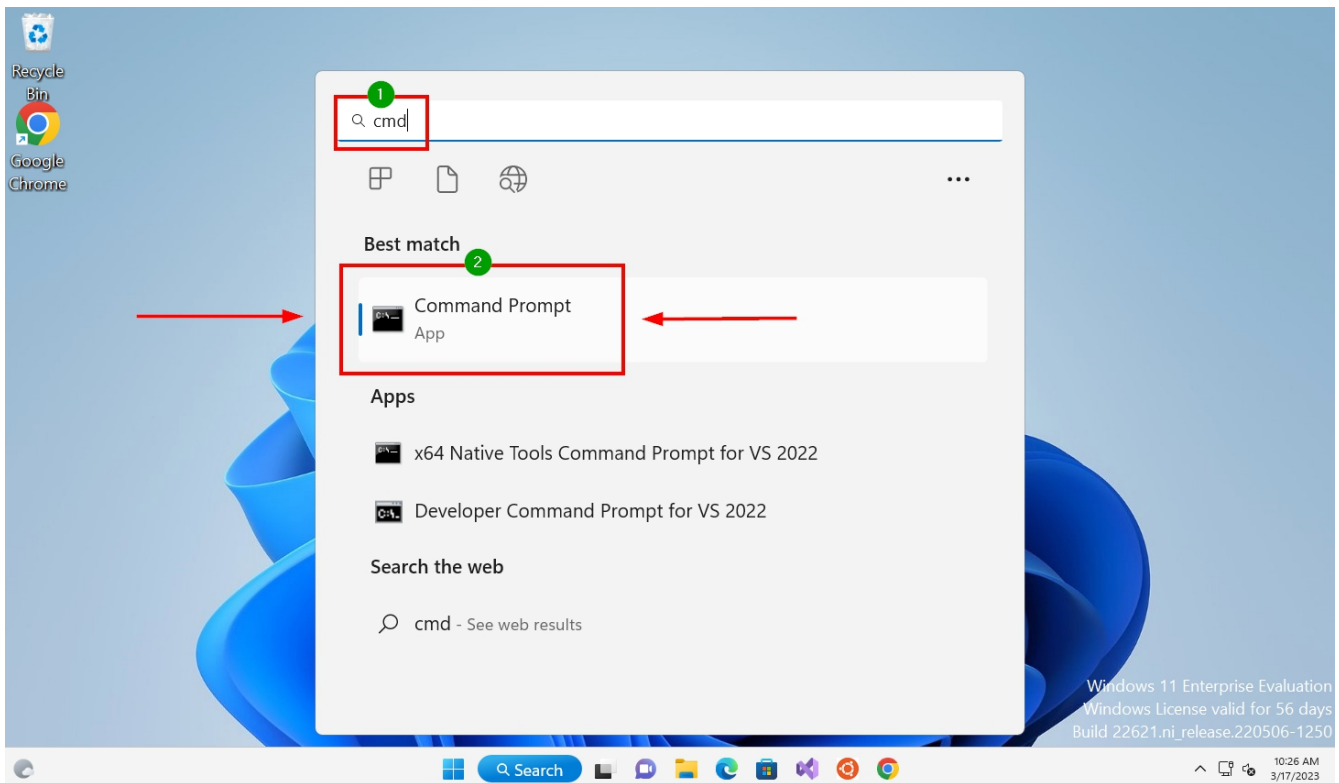 Recycle
Bin
Google
Chrome
1
cmd
Best match
2
Command Prompt
App
Apps
x64 Native Tools Command Prompt for VS 2022
Developer Command Prompt for VS 2022
Search the web
cmd - See web results
Windows 11 Enterprise Evaluation
Windows License valid for 56 days
Build 22621.ni_release.220506-1250
Search
10:26 AM
3/17/2023